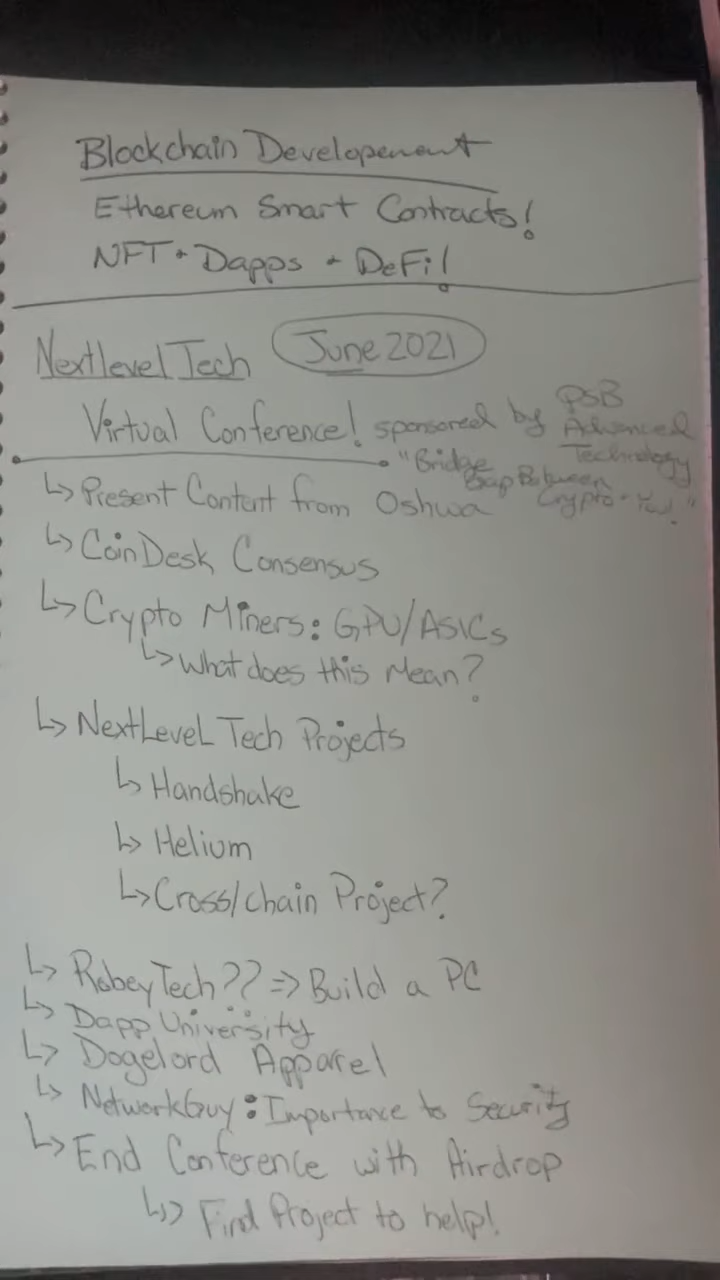 Blockchain Developement
Ethereum Smart Contracts!
NFT + Dapps + DeFi!
NextlevelTech June 2021
Virtual Conference! sponsored by PSB Advanced Technology
"Bridge Gap Between Crypto + You!"
↳ Present Content from Oshwa
↳ CoinDesk Consensus
↳ Crypto Miners: GPU/ASICs
↳ What does this Mean?
↳ NextLevel Tech Projects
↳ Handshake
↳ Helium
↳ Cross/chain Project?
↳ RobeyTech?? => Build a PC
↳ Dapp University
↳ Dogelord Apparel
↳ NetworkGuy: Importance to Security
↳ End Conference with Airdrop
↳ Find Project to help!